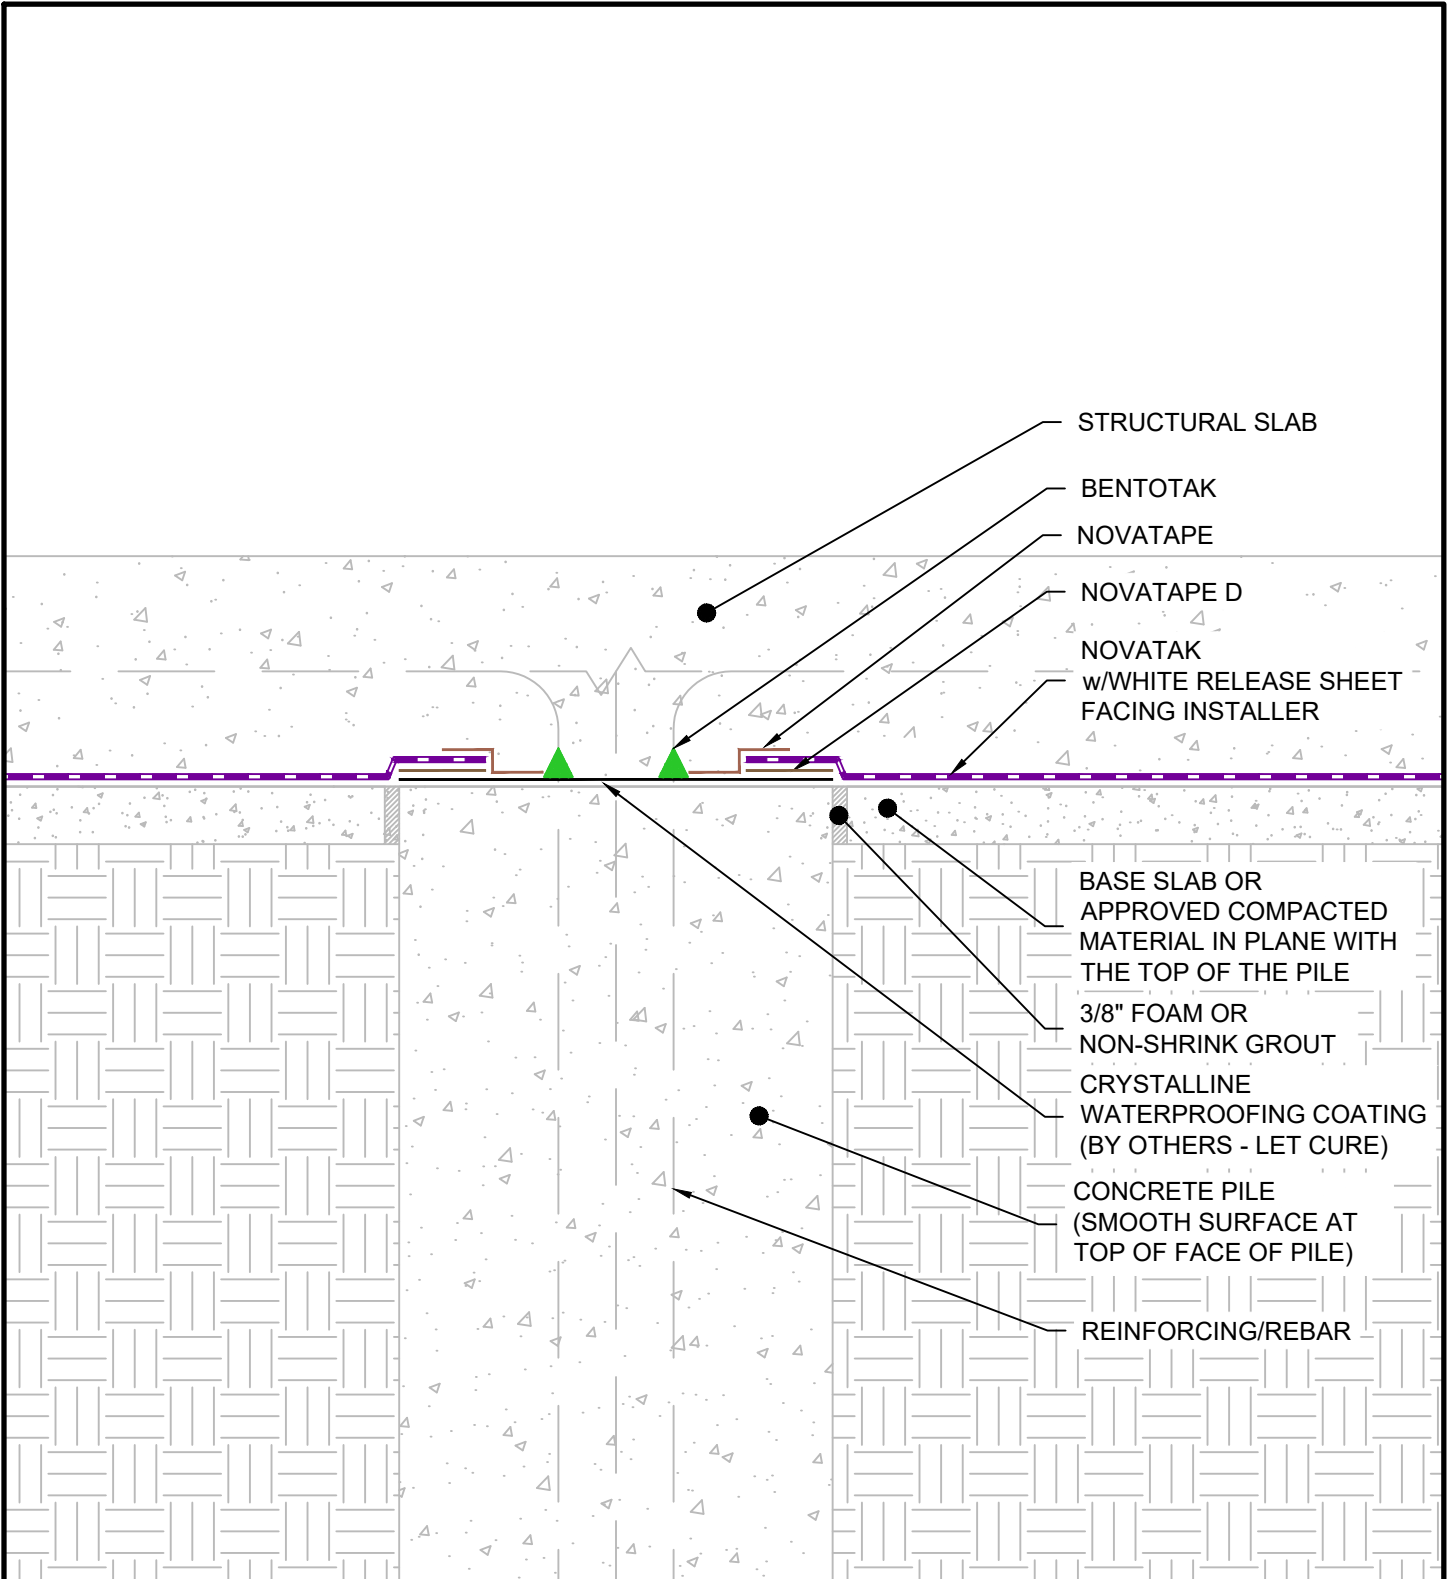 STRUCTURAL SLAB
BENTOTAK
NOVATAPE
NOVATAPE D
NOVATAK
w/WHITE RELEASE SHEET
FACING INSTALLER
BASE SLAB OR
APPROVED COMPACTED
MATERIAL IN PLANE WITH
THE TOP OF THE PILE
3/8" FOAM OR
NON-SHRINK GROUT
CRYSTALLINE
WATERPROOFING COATING
(BY OTHERS - LET CURE)
CONCRETE PILE
(SMOOTH SURFACE AT
TOP OF FACE OF PILE)
REINFORCING/REBAR